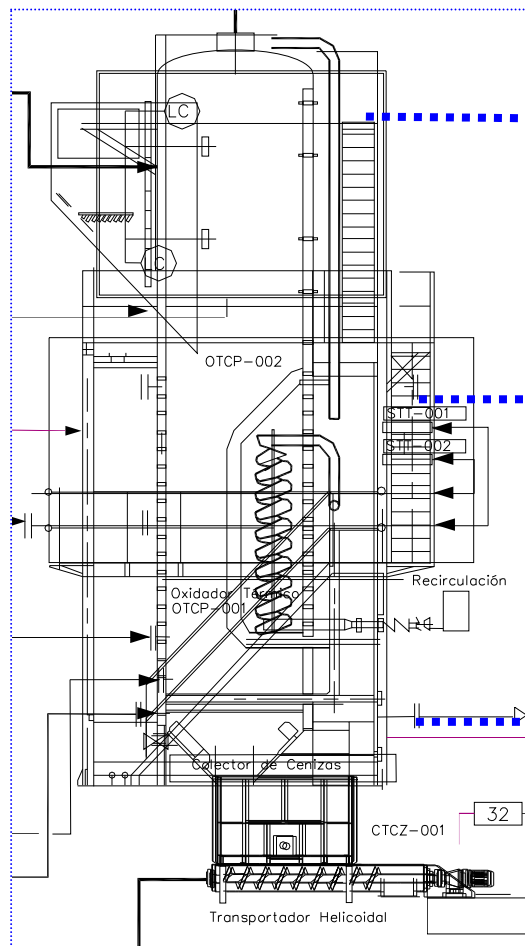 LC
C
OTCP-002
STT-001
STT-002
Recirculación
Oxidador Térmico
OTCP-001
Colector de Cenizas
32
CTCZ-001
Transportador Helicoidal